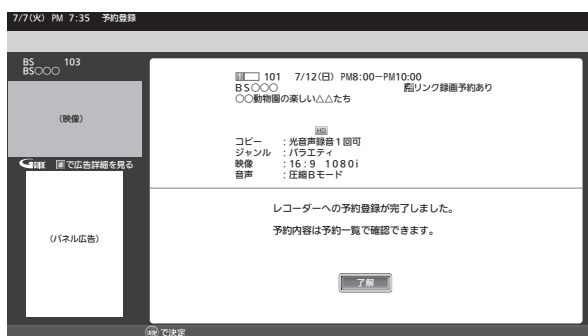 7/7(火) PM 7:35 予約登録
BS 103
BS○○○
(映像)
GUIDE dで広告詳細を見る
(パネル広告)
101 7/12(日) PM8:00−PM10:00
BS○○○ リンク録画予約あり
○○動物園の楽しい△△たち
HD
コピー :光音声録音1回可
ジャンル :バラエティ
映像 :16:9 1080i
音声 :圧縮Bモード
レコーダーへの予約登録が完了しました。
予約内容は予約一覧で確認できます。
了解
決定 で決定